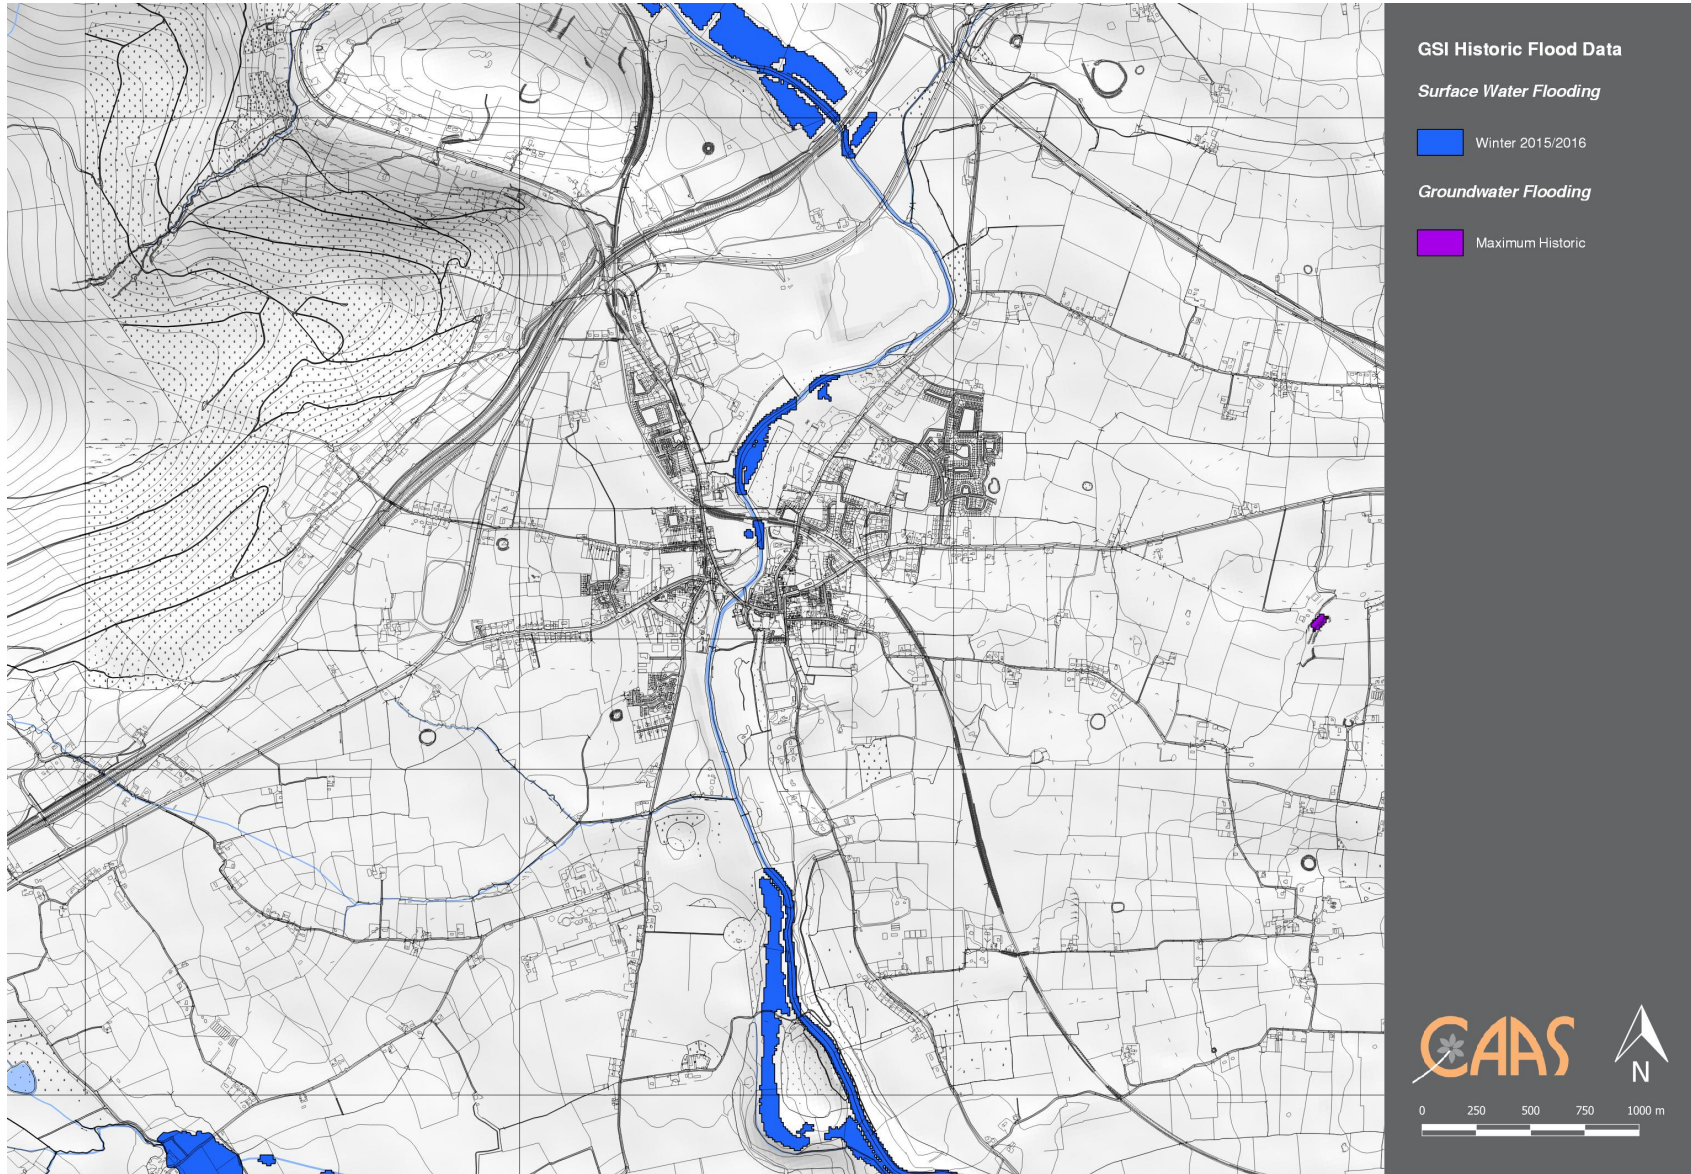 GSI Historic Flood Data
Surface Water Flooding
Winter 2015/2016
Groundwater Flooding
Maximum Historic
CAAS
N
0 250 500 750 1000 m